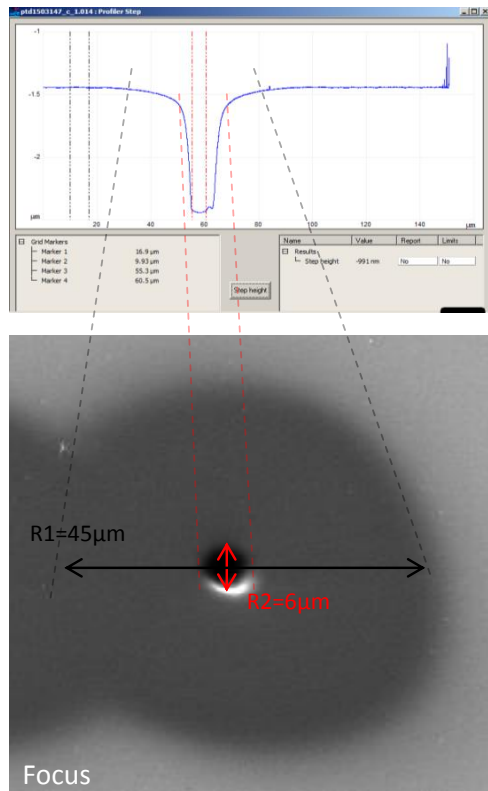 ptd1503147_c_1.014 : Profiler Step
-1
-1.5
-2
µm
20
40
60
80
100
120
140
µm
Grid Markers
Marker 1 16.9 µm
Marker 2 9.93 µm
Marker 3 55.3 µm
Marker 4 60.5 µm
Step height
Name Value Report Limits
Results
Step height -991 nm No No
R1=45µm
R2=6µm
Focus